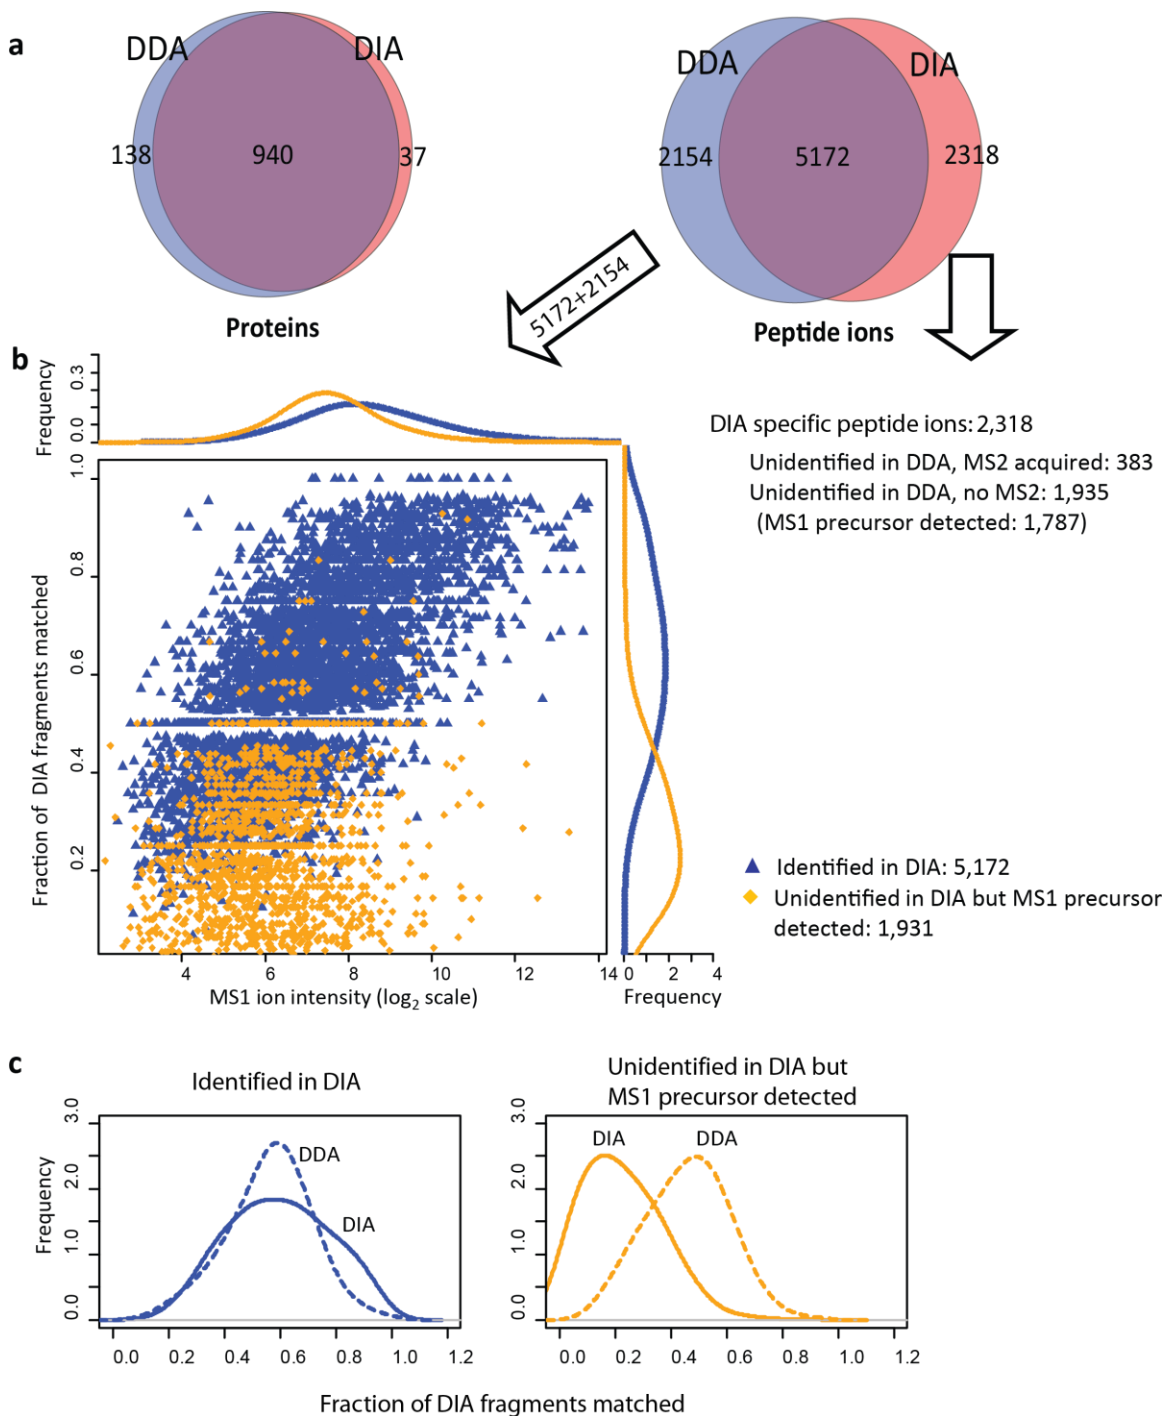 a
DDA
DIA
138
940
37
Proteins
DDA
DIA
2154
5172
2318
Peptide ions
5172+2154
b
Frequency
0.0
0.3
DIA specific peptide ions: 2,318
Unidentified in DDA, MS2 acquired: 383
Unidentified in DDA, no MS2: 1,935
(MS1 precursor detected: 1,787)
Fraction of DIA fragments matched
1.0
0.8
0.6
0.4
0.2
4 6 8 10 12 14
MS1 ion intensity (log2 scale)
0 2 4
Frequency
Identified in DIA: 5,172
Unidentified in DIA but MS1 precursor
detected: 1,931
c
Identified in DIA
Frequency
3.0
2.0
1.0
0.0
DDA
DIA
0.0 0.2 0.4 0.6 0.8 1.0 1.2
Unidentified in DIA but
MS1 precursor detected
3.0
2.0
1.0
0.0
DIA
DDA
0.0 0.2 0.4 0.6 0.8 1.0 1.2
Fraction of DIA fragments matched